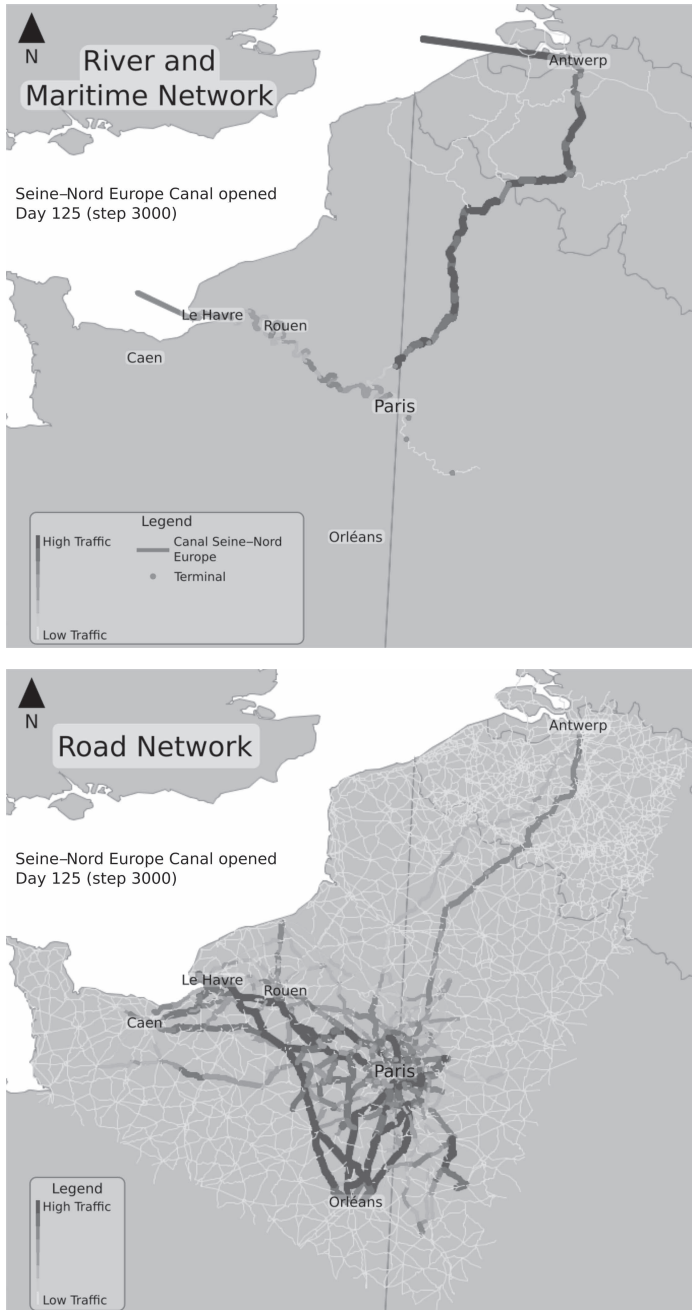 N
River and
Maritime Network
Antwerp
Seine–Nord Europe Canal opened
Day 125 (step 3000)
Le Havre
Rouen
Caen
Paris
Orléans
Legend
High Traffic
Canal Seine–Nord
Europe
Terminal
Low Traffic
N
Road Network
Antwerp
Seine–Nord Europe Canal opened
Day 125 (step 3000)
Le Havre
Rouen
Caen
Paris
Orléans
Legend
High Traffic
Low Traffic